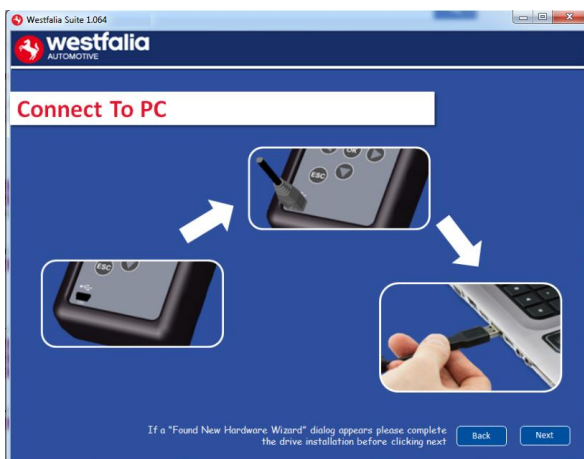 Westfalia Suite 1.064
westfalia
AUTOMOTIVE
Connect To PC
OK
ESC
ESC
If a "Found New Hardware Wizard" dialog appears please complete
the drive installation before clicking next
Back
Next